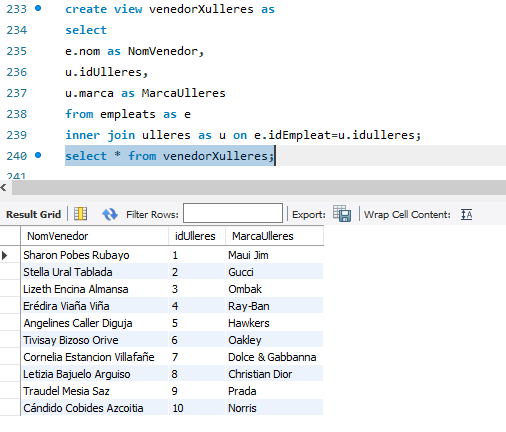 233 create view venedorXulleres as
234 select
235 e.nom as NomVenedor,
236 u.idUlleres,
237 u.marca as MarcaUlleres
238 from empleats as e
239 inner join ulleres as u on e.idEmpleat=u.idulleres;
240 select * from venedorXulleres;
241
Result Grid Filter Rows: Export: Wrap Cell Content:
NomVenedor idUlleres MarcaUlleres
Sharon Pobes Rubayo 1 Maui Jim
Stella Ural Tablada 2 Gucci
Lizeth Encina Almansa 3 Ombak
Erédira Viaña Viña 4 Ray-Ban
Angelines Caller Diguja 5 Hawkers
Tivisay Bizoso Orive 6 Oakley
Cornelia Estancion Villafañe 7 Dolce & Gabbanna
Letizia Bajuelo Arguiso 8 Christian Dior
Traudel Mesia Saz 9 Prada
Cándido Cobides Azcoitia 10 Norris